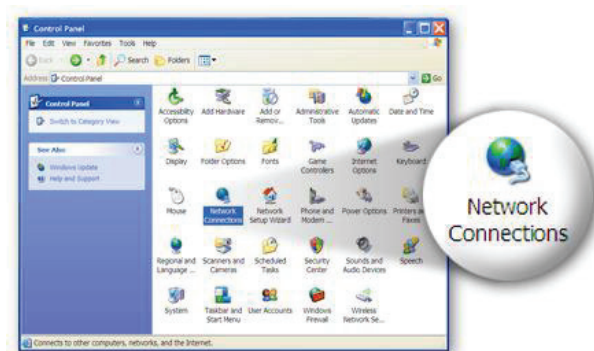 Control Panel
File Edit View Favorites Tools Help
Back Search Folders
Address Control Panel Go
Control Panel
Switch to Category View
See Also
Windows Update
Help and Support
Accessibility Options
Add Hardware
Add or Remov...
Administrative Tools
Automatic Updates
Date and Time
Display
Folder Options
Fonts
Game Controllers
Internet Options
Keyboard
Mouse
Network Connections
Network Setup Wizard
Phone and Modem ...
Power Options
Printers and Faxes
Regional and Language ...
Scanners and Cameras
Scheduled Tasks
Security Center
Sounds and Audio Devices
Speech
System
Taskbar and Start Menu
User Accounts
Windows Firewall
Wireless Network Se...
Network
Connections
Connects to other computers, networks, and the Internet.